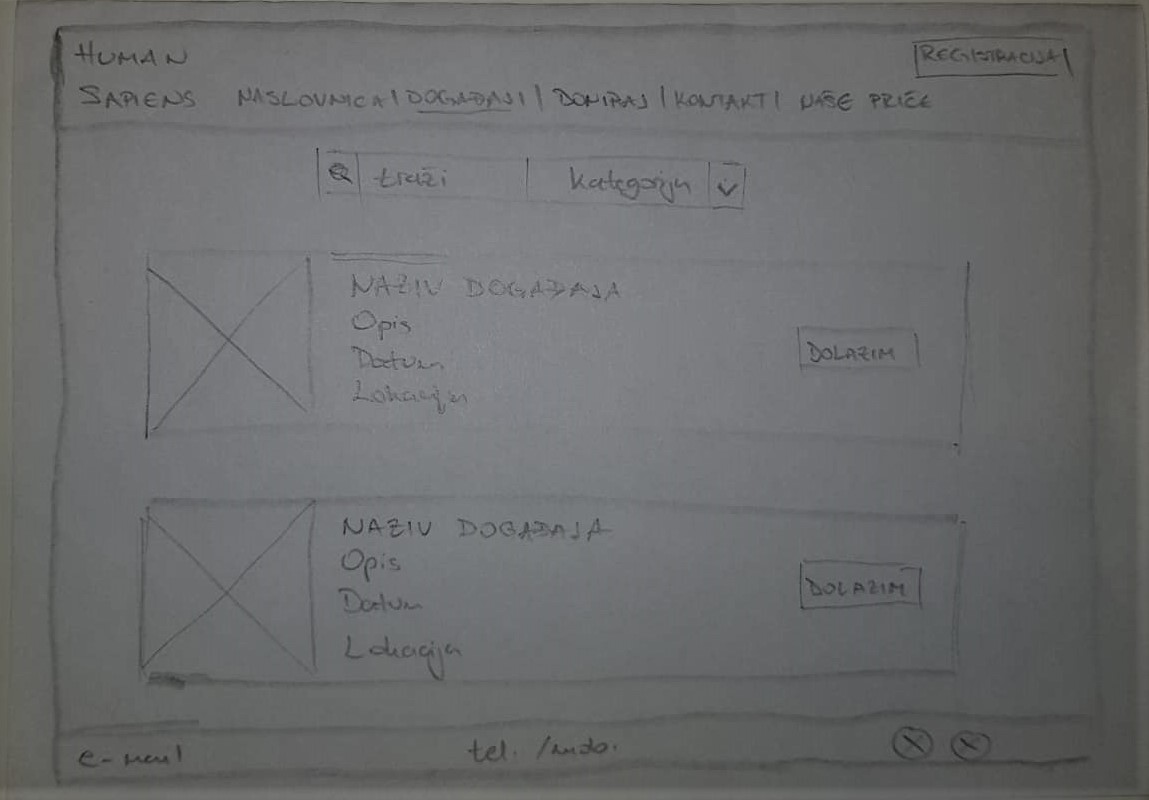 HUMAN
REGISTRACIJA
SAPIENS NASLOVNICA | DOGAĐAJI | DONIRAJ | KONTAKT | NAŠE PRIČE
traži
kategorija
NAZIV DOGAĐAJA
Opis
Datum
Lokacija
DOLAZIM
NAZIV DOGAĐAJA
Opis
Datum
Lokacija
DOLAZIM
e-mail
tel. /mob.